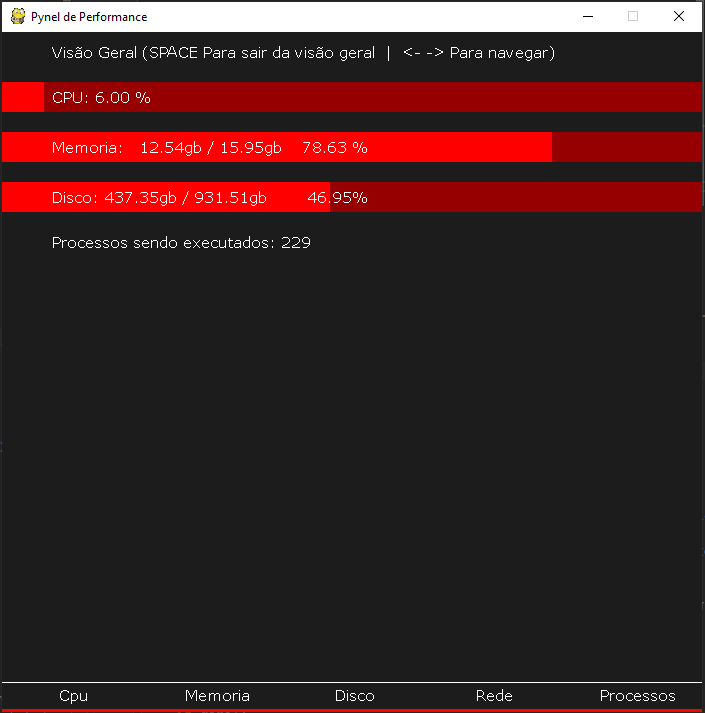 Pynel de Performance
Visão Geral (SPACE Para sair da visão geral | <- -> Para navegar)
CPU: 6.00 %
Memoria: 12.54gb / 15.95gb 78.63 %
Disco: 437.35gb / 931.51gb 46.95%
Processos sendo executados: 229
Cpu Memoria Disco Rede Processos